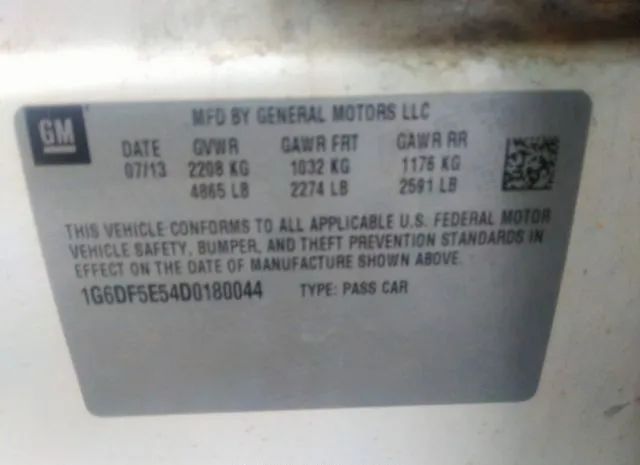 GM
MFD BY GENERAL MOTORS LLC
DATE GVWR GAWR FRT GAWR RR
07/13 2208 KG 1032 KG 1176 KG
4865 LB 2274 LB 2591 LB
THIS VEHICLE CONFORMS TO ALL APPLICABLE U.S. FEDERAL MOTOR
VEHICLE SAFETY, BUMPER, AND THEFT PREVENTION STANDARDS IN
EFFECT ON THE DATE OF MANUFACTURE SHOWN ABOVE.
1G6DF5E54D0180044 TYPE: PASS CAR